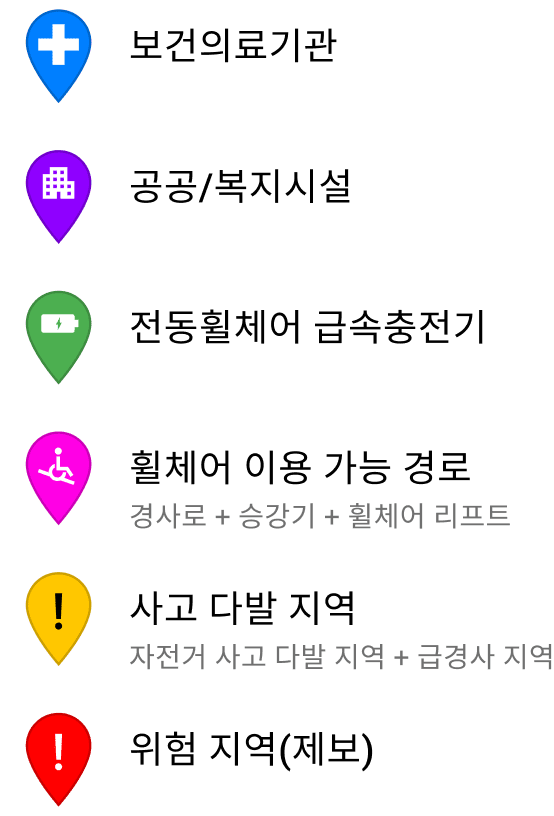 보건의료기관
공공/복지시설
전동휠체어 급속충전기
휠체어 이용 가능 경로
경사로 + 승강기 + 휠체어 리프트
사고 다발 지역
자전거 사고 다발 지역 + 급경사 지역
위험 지역(제보)